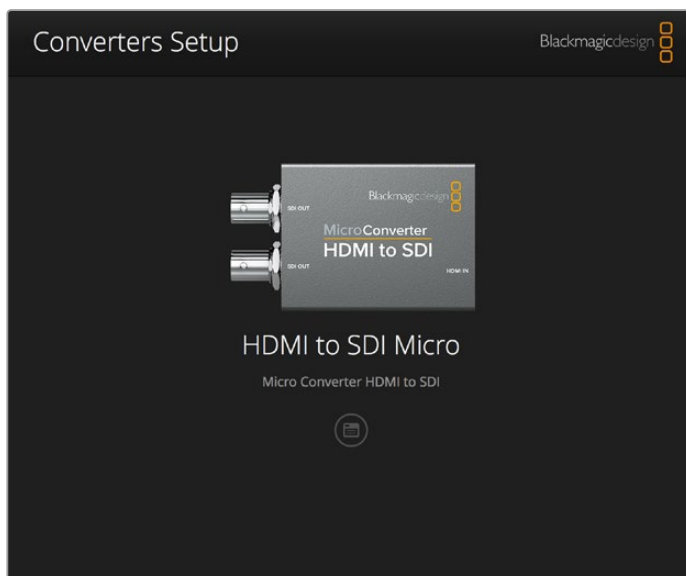 Converters Setup
Blackmagicdesign
Blackmagicdesign
SDI OUT
MicroConverter
HDMI to SDI
SDI OUT
HDMI IN
HDMI to SDI Micro
Micro Converter HDMI to SDI